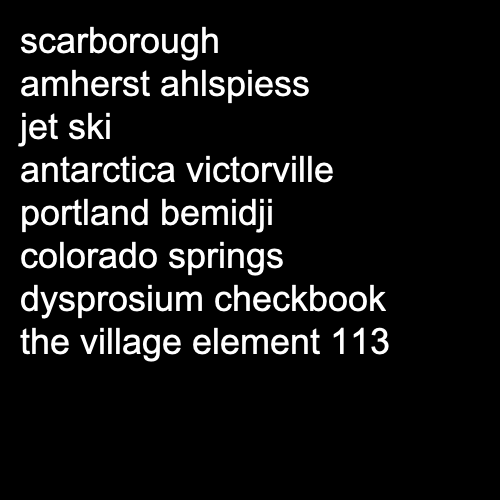 scarborough
amherst ahlspiess
jet ski
antarctica victorville
portland bemidji
colorado springs
dysprosium checkbook
the village element 113